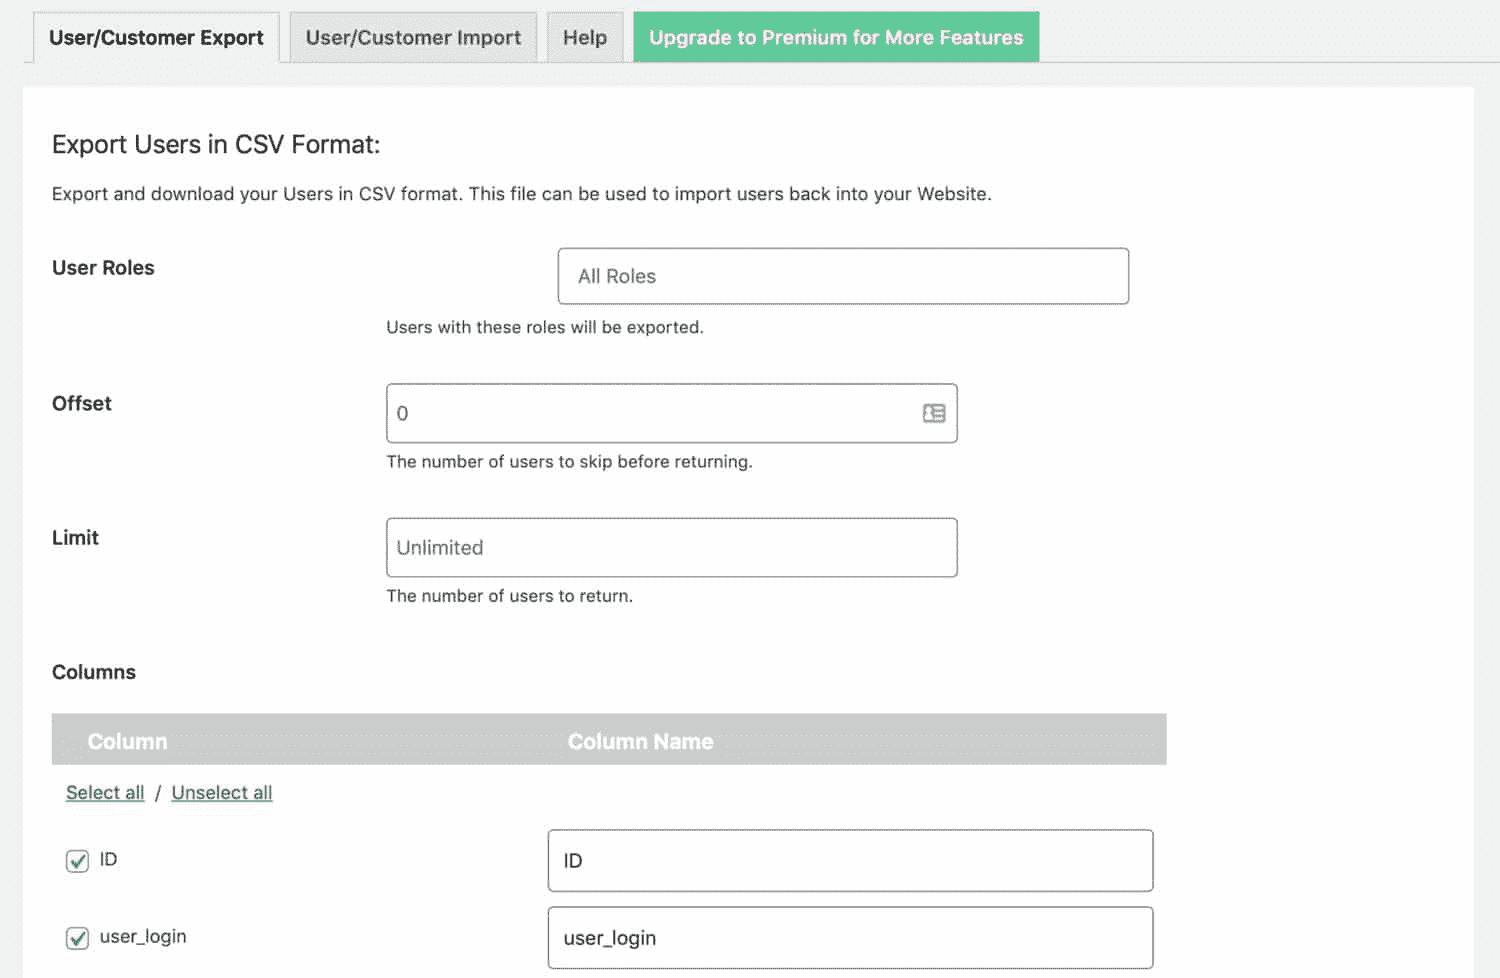 User/Customer Export
User/Customer Import
Help
Upgrade to Premium for More Features
Export Users in CSV Format:
Export and download your Users in CSV format. This file can be used to import users back into your Website.
User Roles
All Roles
Users with these roles will be exported.
Offset
0
The number of users to skip before returning.
Limit
Unlimited
The number of users to return.
Columns
Column
Column Name
Select all / Unselect all
ID
ID
user_login
user_login